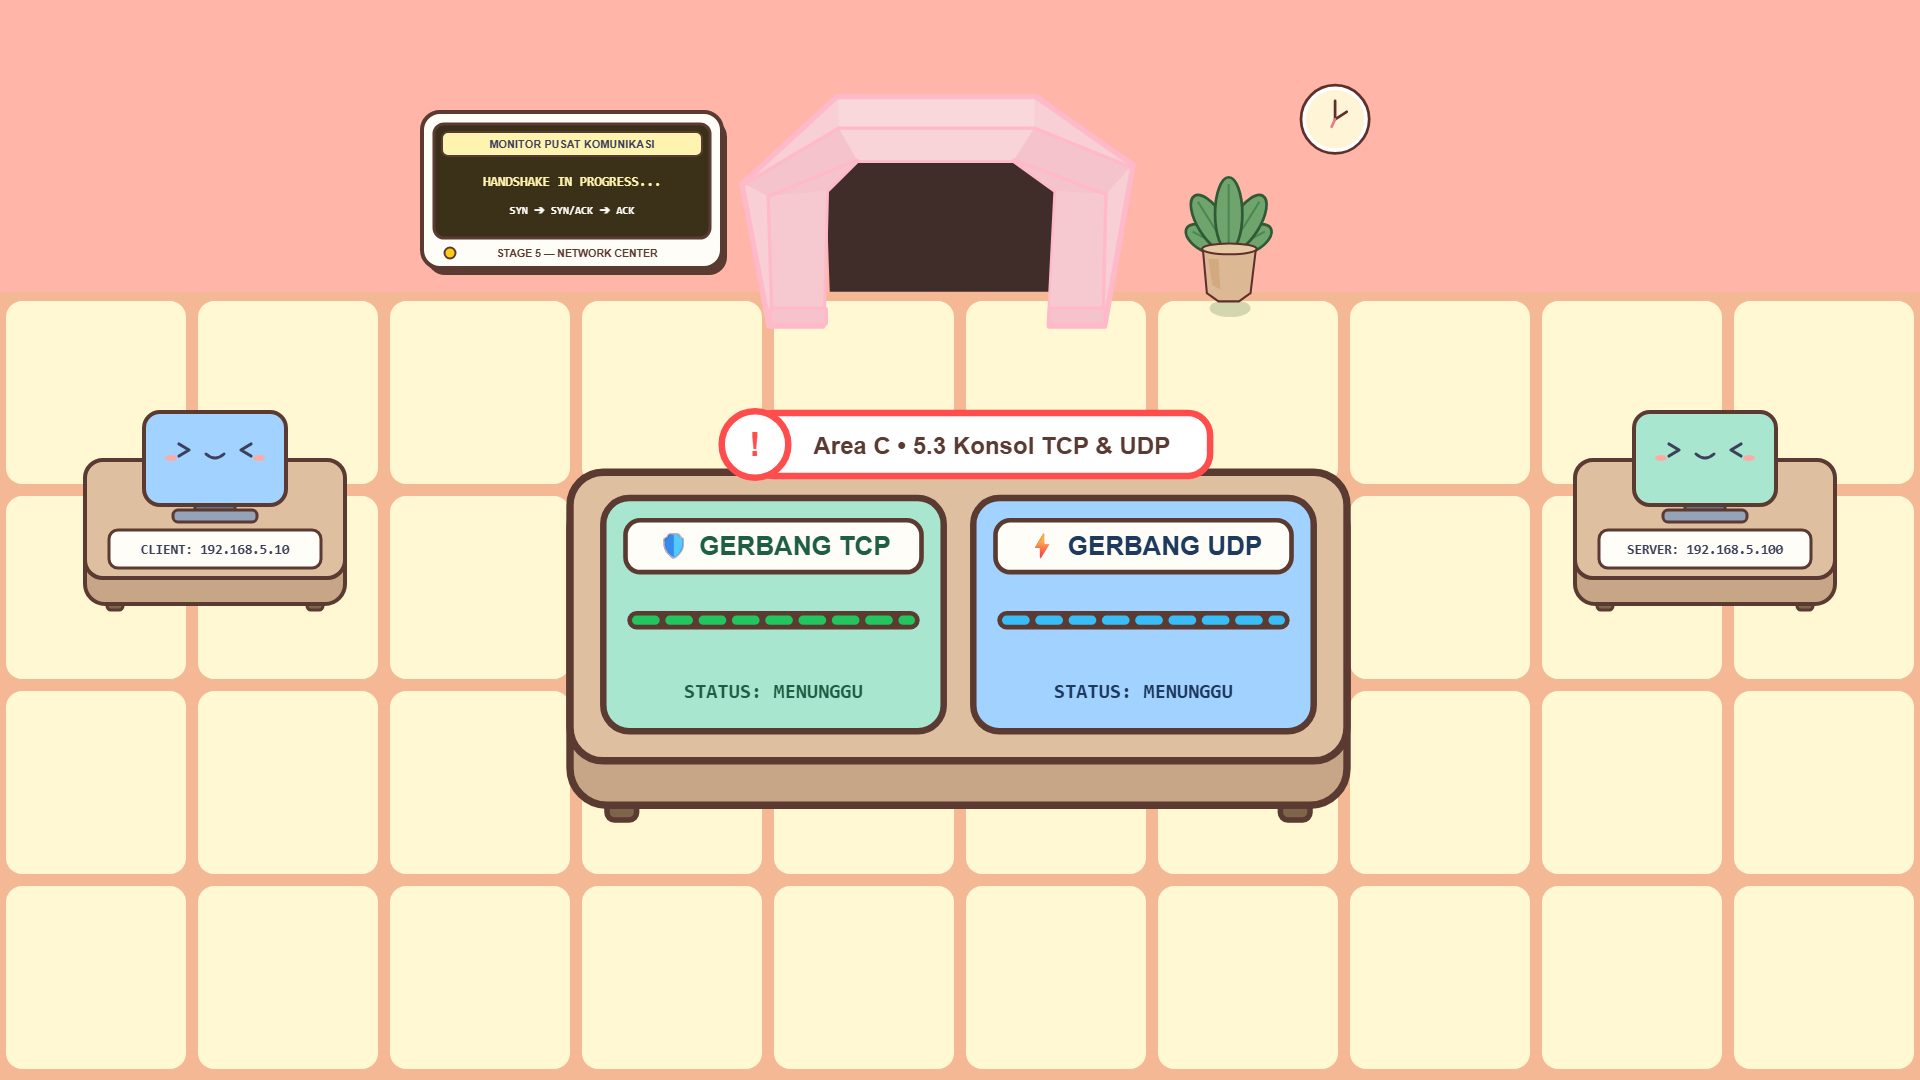 MONITOR PUSAT KOMUNIKASI
HANDSHAKE IN PROGRESS...
SYN ➔ SYN/ACK ➔ ACK
STAGE 5 — NETWORK CENTER
! Area C • 5.3 Konsol TCP & UDP
CLIENT: 192.168.5.10
GERBANG TCP
STATUS: MENUNGGU
GERBANG UDP
STATUS: MENUNGGU
SERVER: 192.168.5.100